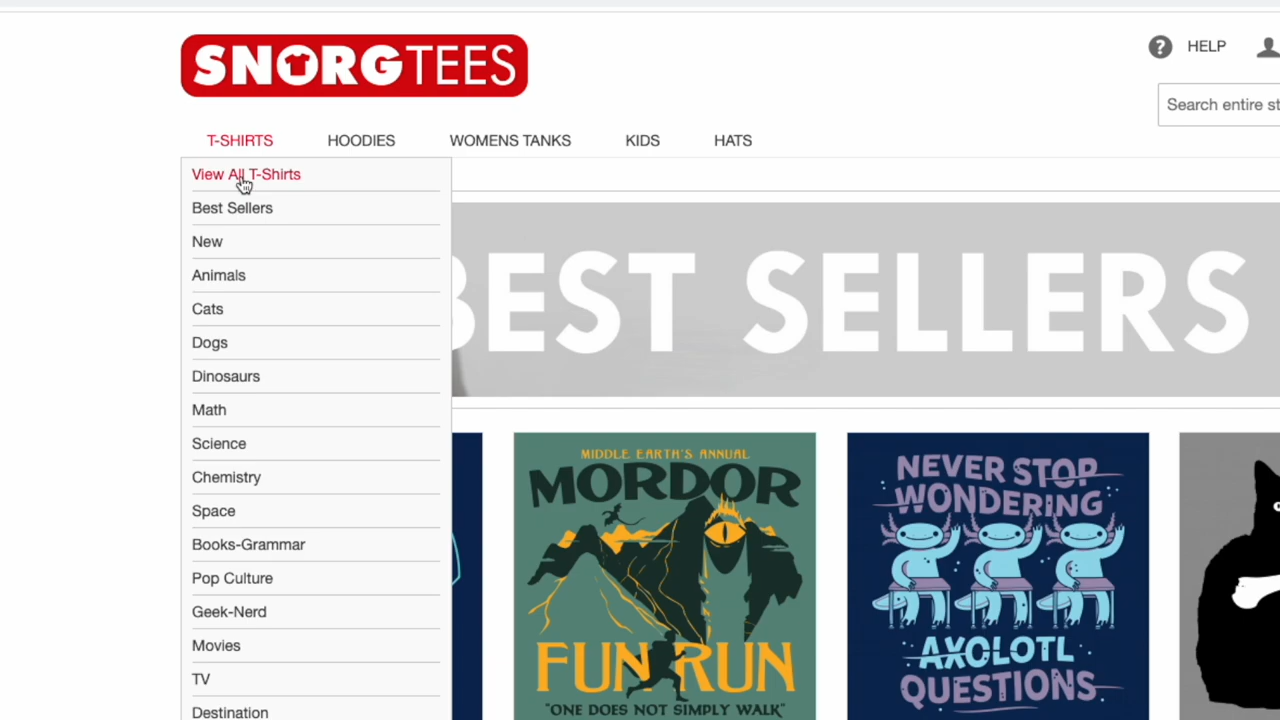 SNORGTEES
HELP
Search entire st
T-SHIRTS HOODIES WOMENS TANKS KIDS HATS
View All T-Shirts
Best Sellers
New
Animals
Cats
Dogs
Dinosaurs
Math
Science
Chemistry
Space
Books-Grammar
Pop Culture
Geek-Nerd
Movies
TV
Destination
BEST SELLERS
MIDDLE EARTH'S ANNUAL
MORDOR
FUN RUN
"ONE DOES NOT SIMPLY WALK"
NEVER STOP
WONDERING
AXOLOTL
QUESTIONS